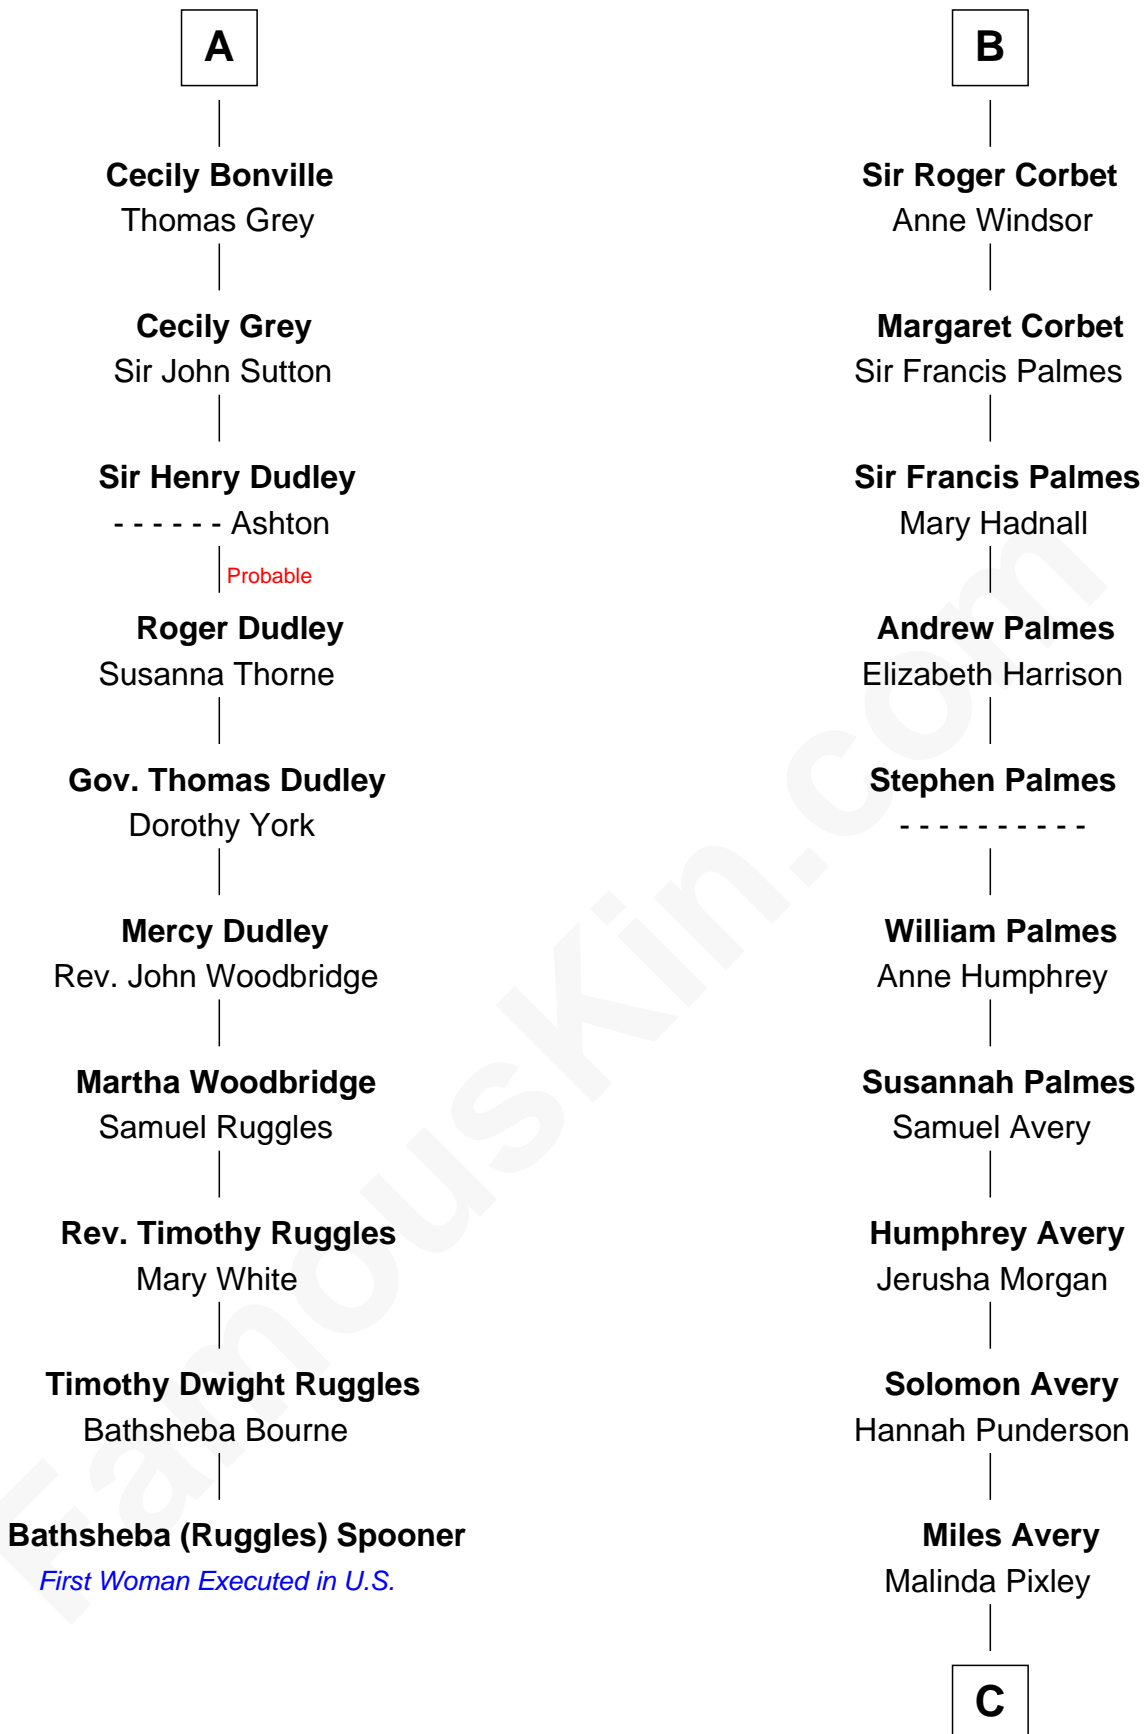 A
Cecily Bonville
Thomas Grey
Cecily Grey
Sir John Sutton
Sir Henry Dudley
- - - - - - Ashton
Probable
Roger Dudley
Susanna Thorne
Gov. Thomas Dudley
Dorothy York
Mercy Dudley
Rev. John Woodbridge
Martha Woodbridge
Samuel Ruggles
Rev. Timothy Ruggles
Mary White
Timothy Dwight Ruggles
Bathsheba Bourne
Bathsheba (Ruggles) Spooner
First Woman Executed in U.S.
B
Sir Roger Corbet
Anne Windsor
Margaret Corbet
Sir Francis Palmes
Sir Francis Palmes
Mary Hadnall
Andrew Palmes
Elizabeth Harrison
Stephen Palmes
- - - - - - - - - -
William Palmes
Anne Humphrey
Susannah Palmes
Samuel Avery
Humphrey Avery
Jerusha Morgan
Solomon Avery
Hannah Punderson
Miles Avery
Malinda Pixley
C
FamousKin.com